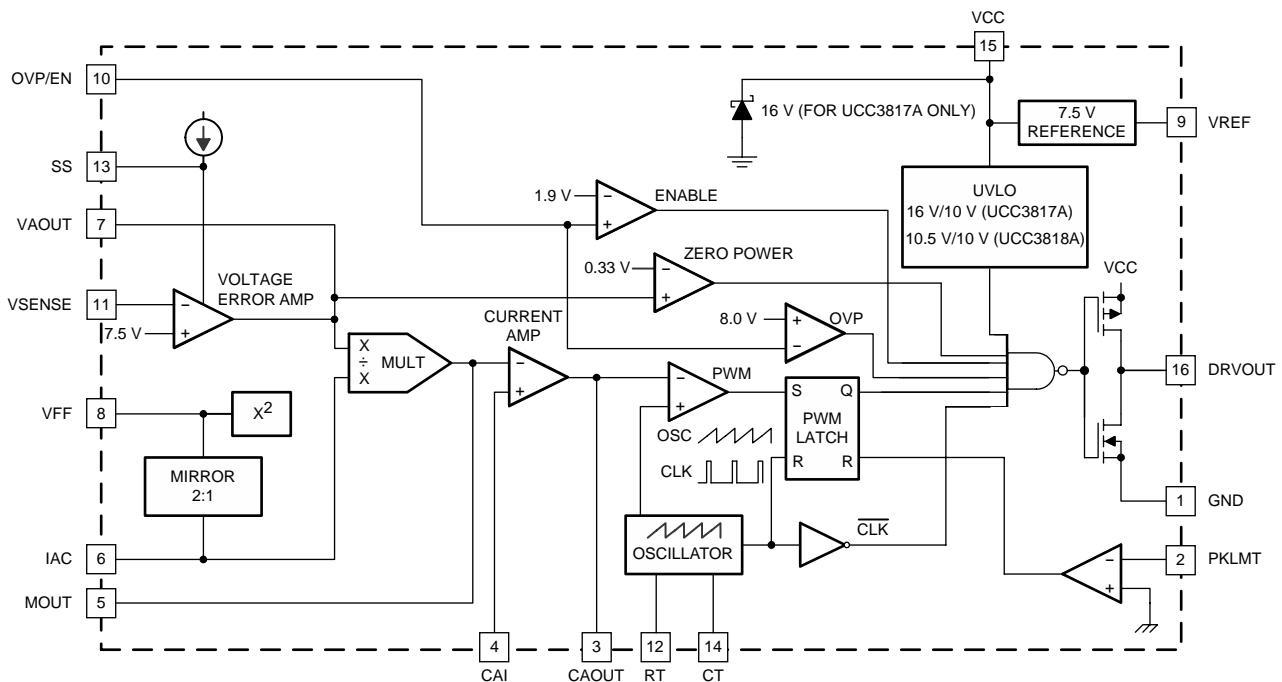 VCC
15
OVP/EN
10
16 V (FOR UCC3817A ONLY)
7.5 V
REFERENCE
9
VREF
SS
13
1.9 V
−
+
ENABLE
UVLO
16 V/10 V (UCC3817A)
10.5 V/10 V (UCC3818A)
VAOUT
7
0.33 V
−
+
ZERO POWER
VCC
VSENSE
11
7.5 V
−
+
VOLTAGE
ERROR AMP
8.0 V
+
−
OVP
CURRENT
AMP
X
÷
X
MULT
−
+
−
+
PWM
16
DRVOUT
S
Q
PWM
LATCH
R
R
VFF
8
X2
OSC
CLK
MIRROR
2:1
1
GND
OSCILLATOR
CLK
IAC
6
−
+
2
PKLMT
MOUT
5
4
CAI
3
CAOUT
12
RT
14
CT